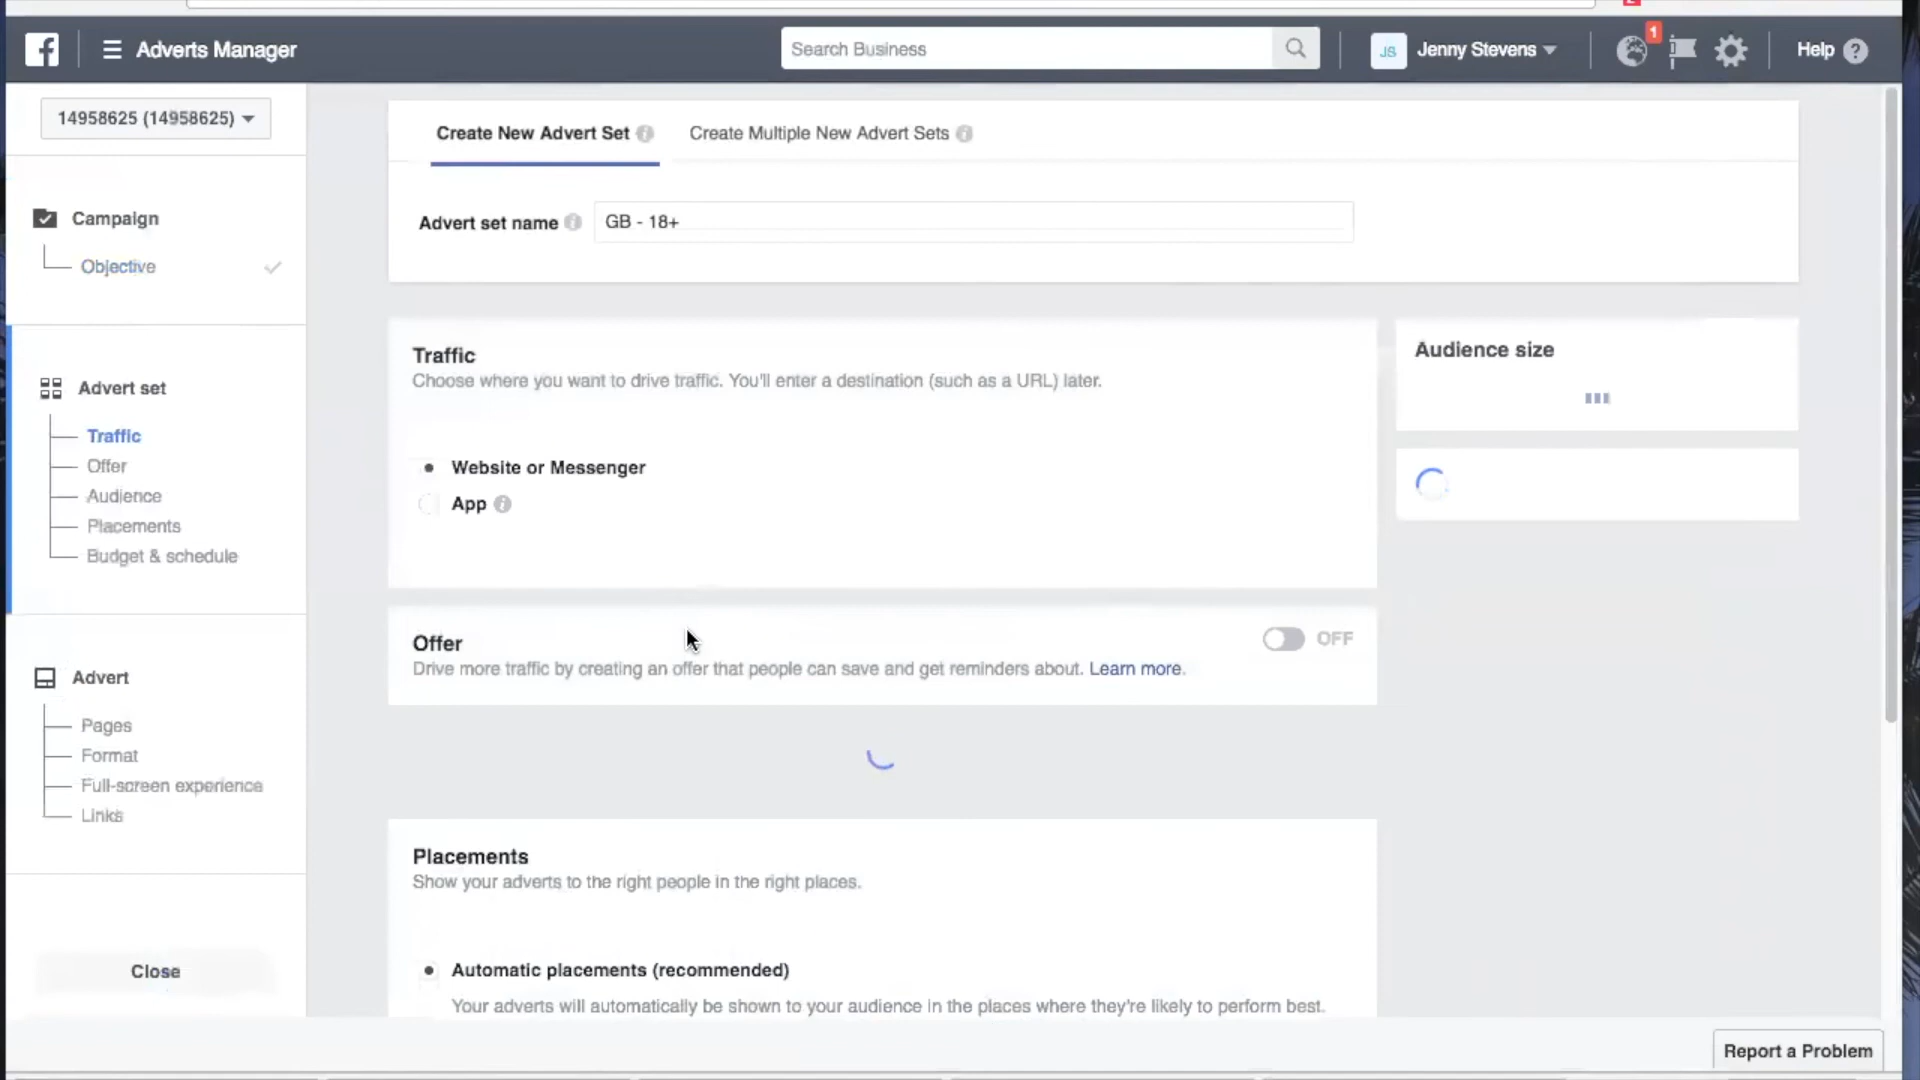 Adverts Manager
Search Business
JS
Jenny Stevens
1
Help
14958625 (14958625)
Campaign
Objective
Advert set
Traffic
Offer
Audience
Placements
Budget & schedule
Advert
Pages
Format
Full-screen experience
Links
Close
Create New Advert Set
Create Multiple New Advert Sets
Advert set name
GB - 18+
Traffic
Choose where you want to drive traffic. You'll enter a destination (such as a URL) later.
Website or Messenger
App
Audience size
Offer
OFF
Drive more traffic by creating an offer that people can save and get reminders about. Learn more.
Placements
Show your adverts to the right people in the right places.
Automatic placements (recommended)
Your adverts will automatically be shown to your audience in the places where they're likely to perform best.
Report a Problem